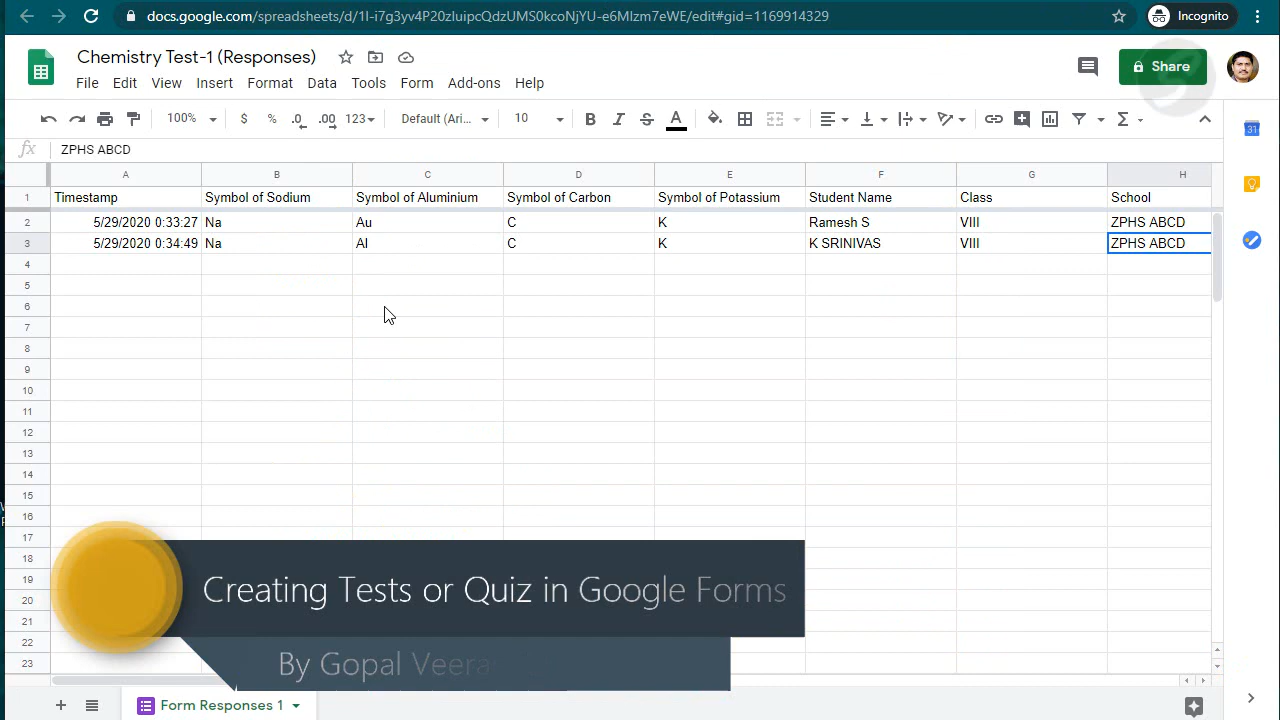 docs.google.com/spreadsheets/d/1I-i7g3yv4P20zluipcQdzUMS0kcoNjYU-e6MIzm7eWE/edit#gid=1169914329
Incognito
Chemistry Test-1 (Responses)
Share
File Edit View Insert Format Data Tools Form Add-ons Help
100% $ % .0 .00 123 Default (Ari... 10 B I S A
fx ZPHS ABCD
A B C D E F G H
1 Timestamp Symbol of Sodium Symbol of Aluminium Symbol of Carbon Symbol of Potassium Student Name Class School
2 5/29/2020 0:33:27 Na Au C K Ramesh S VIII ZPHS ABCD
3 5/29/2020 0:34:49 Na Al C K K SRINIVAS VIII ZPHS ABCD
4
5
6
7
8
9
10
11
12
13
14
15
16
17
18
19
20
21
22
23
Creating Tests or Quiz in Google Forms
By Gopal Veera
Form Responses 1
31